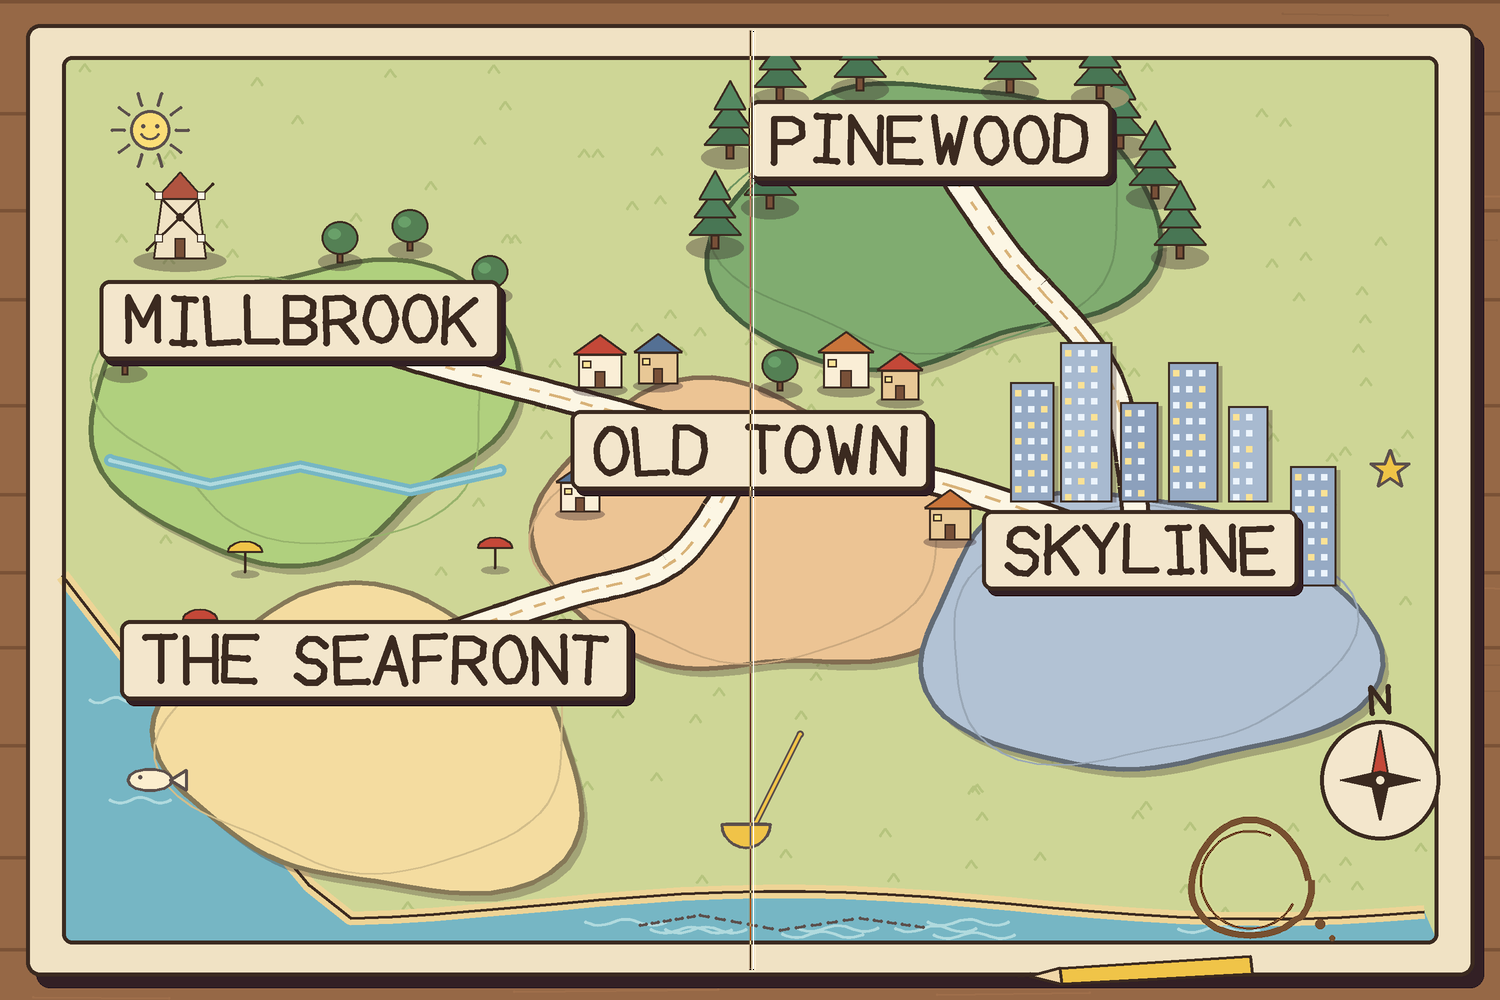 PINEWOOD
MILLBROOK
OLD TOWN
SKYLINE
THE SEAFRONT
N